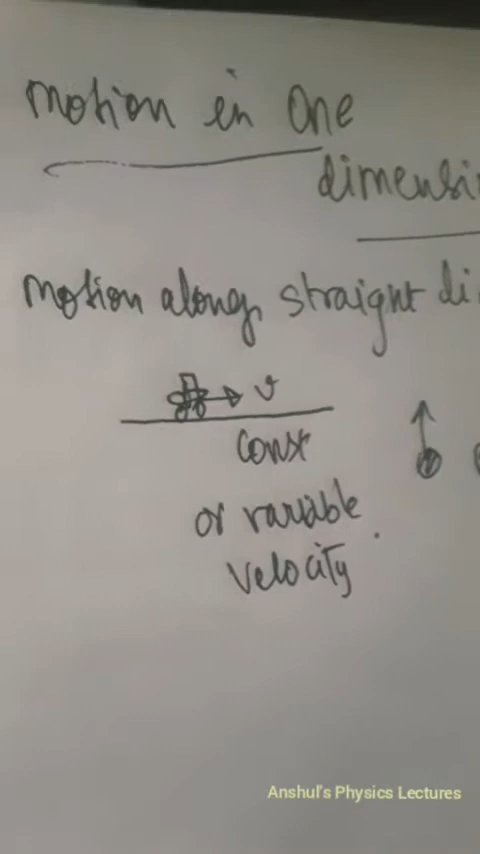 motion in One
dimensi
motion along straight li
v
const
or variable
velocity
Anshul's Physics Lectures